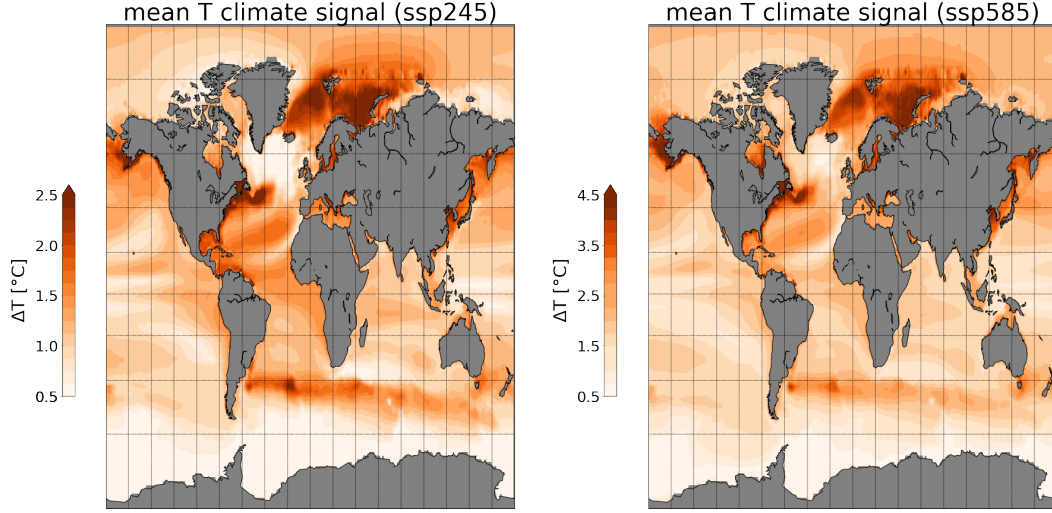 mean T climate signal (ssp245)
2.5
2.0
1.5
1.0
0.5
ΔT [°C]
mean T climate signal (ssp585)
4.5
3.5
2.5
1.5
0.5
ΔT [°C]